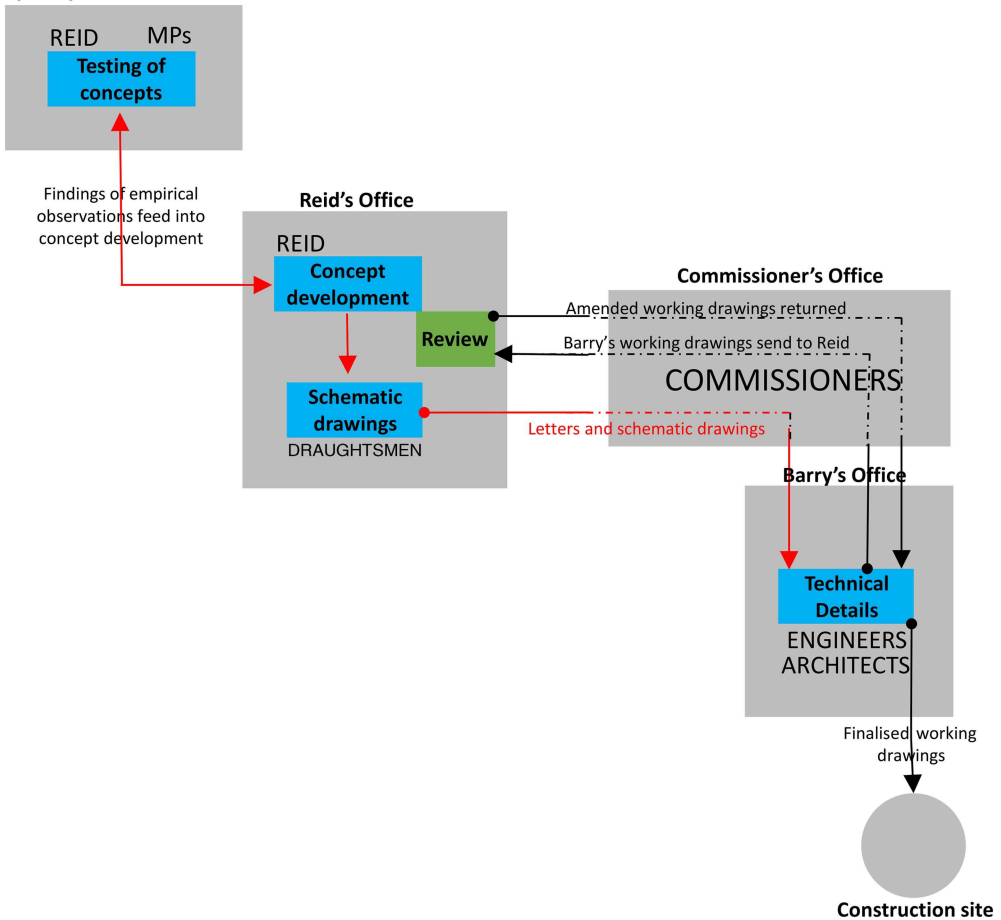 REID MPs
Testing of
concepts
Findings of empirical
observations feed into
concept development
Reid's Office
REID
Concept
development
Review
Schematic
drawings
DRAUGHTSMEN
Commissioner's Office
Amended working drawings returned
Barry's working drawings send to Reid
COMMISSIONERS
Letters and schematic drawings
Barry's Office
Technical
Details
ENGINEERS
ARCHITECTS
Finalised working
drawings
Construction site